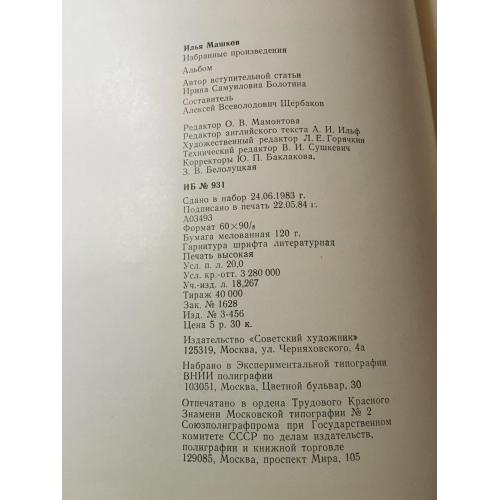 Илья Машков
Избранные произведения
Альбом
Автор вступительной статьи
Ирина Самуиловна Болотина
Составитель
Алексей Всеволодович Щербаков
Редактор О. В. Мамонтова
Редактор английского текста А. И. Ильф
Художественный редактор Л. Е. Горячкин
Технический редактор В. И. Сушкевич
Корректоры Ю. П. Баклакова,
З. В. Белолуцкая
ИБ № 931
Сдано в набор 24.06.1983 г.
Подписано в печать 22.05.84 г.
А03493
Формат 60×90/₈
Бумага мелованная 120 г.
Гарнитура шрифта литературная
Печать высокая
Усл. п. л. 20,0
Усл. кр.-отт. 3 280 000
Уч.-изд. л. 18,267
Тираж 40 000
Зак. № 1628
Изд. № 3-456
Цена 5 р. 30 к.
Издательство «Советский художник»
125319, Москва, ул. Черняховского, 4а
Набрано в Экспериментальной типографии
ВНИИ полиграфии
103051, Москва, Цветной бульвар, 30
Отпечатано в ордена Трудового Красного
Знамени Московской типографии № 2
Союзполиграфпрома при Государственном
комитете СССР по делам издательств,
полиграфии и книжной торговле
129085, Москва, проспект Мира, 105